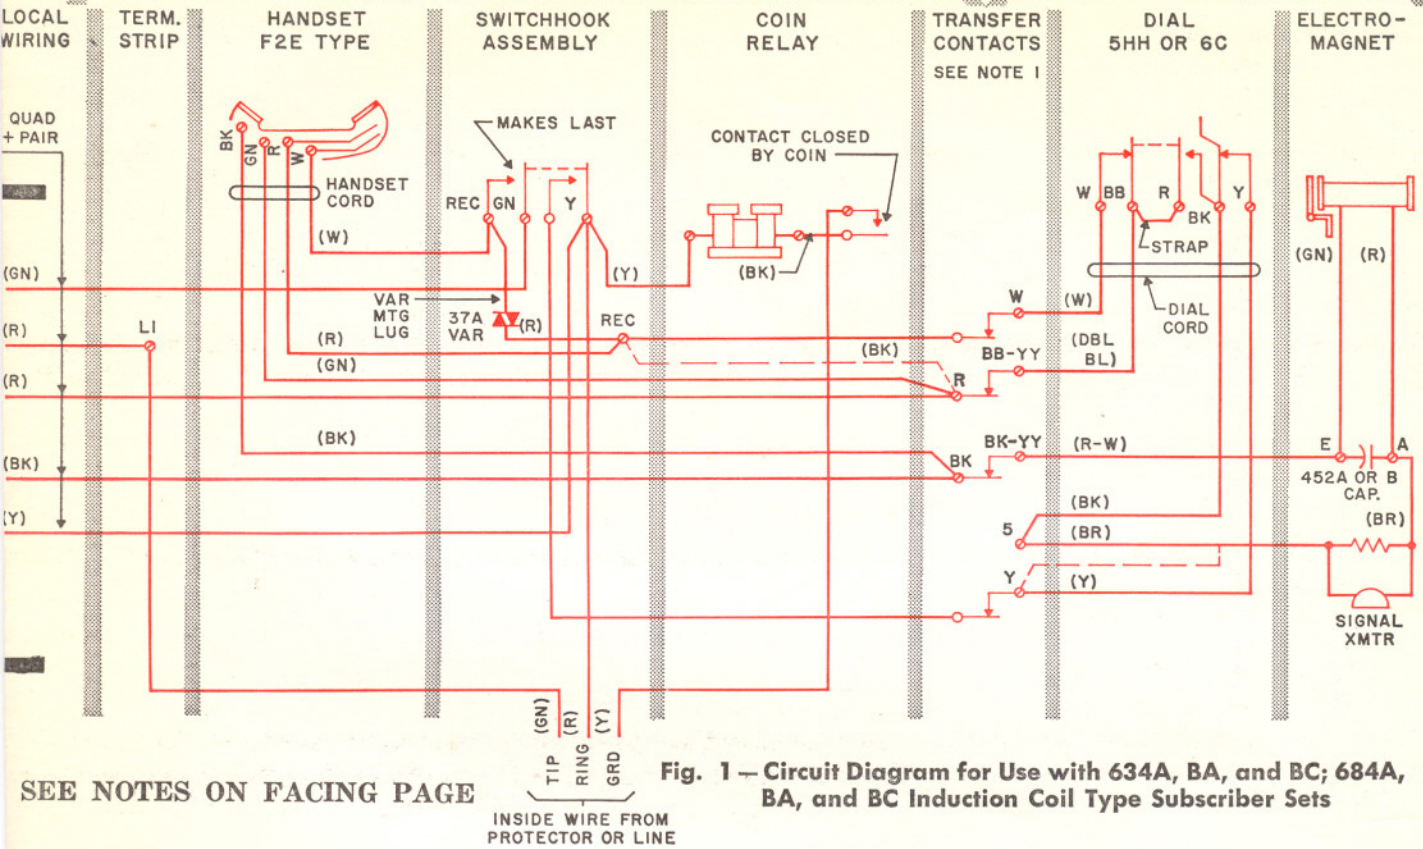 LOCAL
WIRING
TERM.
STRIP
HANDSET
F2E TYPE
SWITCHHOOK
ASSEMBLY
COIN
RELAY
TRANSFER
CONTACTS
SEE NOTE 1
DIAL
5HH OR 6C
ELECTRO-
MAGNET
QUAD
+ PAIR
BK
GN
R
W
HANDSET
CORD
(W)
MAKES LAST
REC
GN
Y
CONTACT CLOSED
BY COIN
(BK)
(Y)
W
BB
R
BK
Y
STRAP
DIAL
CORD
(GN)
(R)
(GN)
(R)
(R)
(BK)
(Y)
L1
VAR
MTG
LUG
37A
VAR
(R)
REC
(R)
(GN)
(BK)
(BK)
W
(W)
BB-YY
(DBL
BL)
R
BK-YY
(R-W)
BK
5
(BK)
(BR)
Y
(Y)
E
A
452A OR B
CAP.
(BR)
SIGNAL
XMTR
(GN)
(R)
(Y)
TIP
RING
GRD
INSIDE WIRE FROM
PROTECTOR OR LINE
SEE NOTES ON FACING PAGE
Fig. 1 — Circuit Diagram for Use with 634A, BA, and BC; 684A,
BA, and BC Induction Coil Type Subscriber Sets